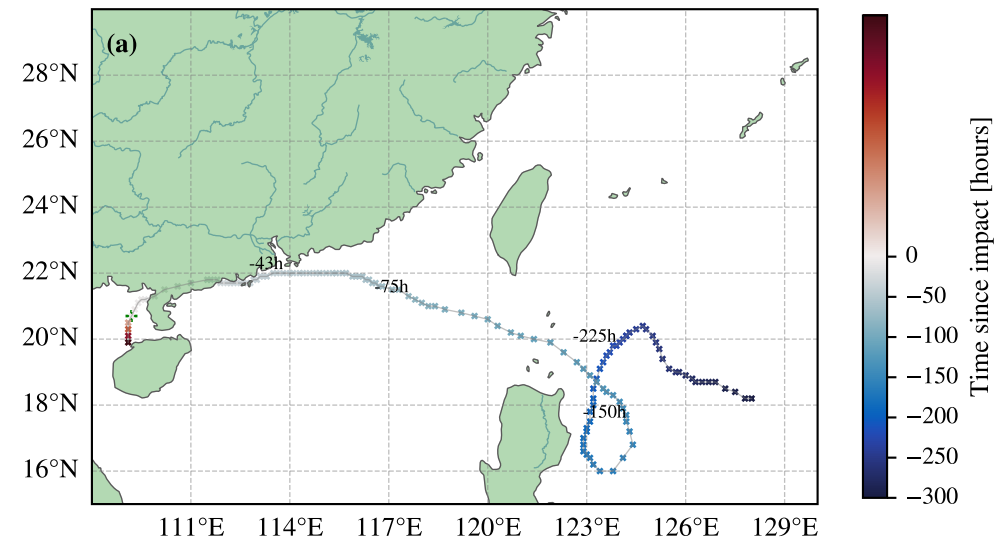 (a)
28°N
26°N
24°N
22°N
20°N
18°N
16°N
-43h
-75h
-225h
-150h
111°E 114°E 117°E 120°E 123°E 126°E 129°E
0
−50
−100
−150
−200
−250
−300
Time since impact [hours]